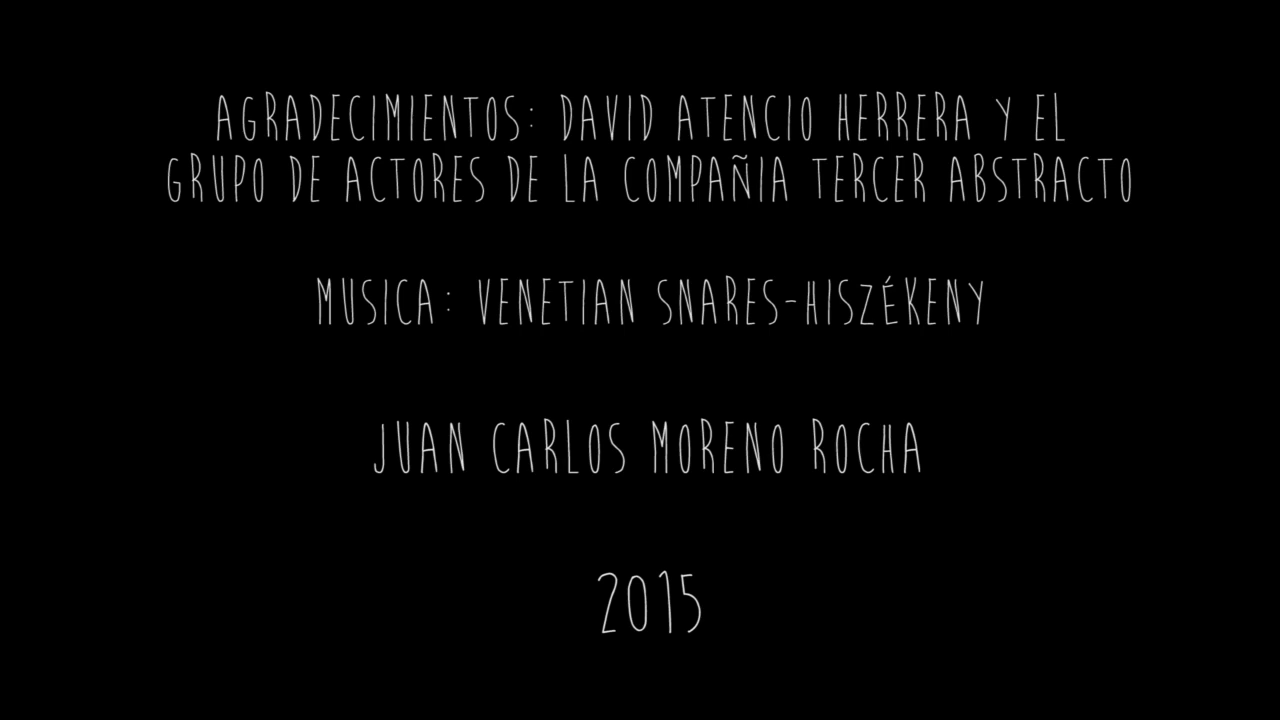 AGRADECIMIENTOS: DAVID ATENCIO HERRERA Y EL
GRUPO DE ACTORES DE LA COMPAÑIA TERCER ABSTRACTO
MUSICA: VENETIAN SNARES-HISZÉKENY
JUAN CARLOS MORENO ROCHA
2015